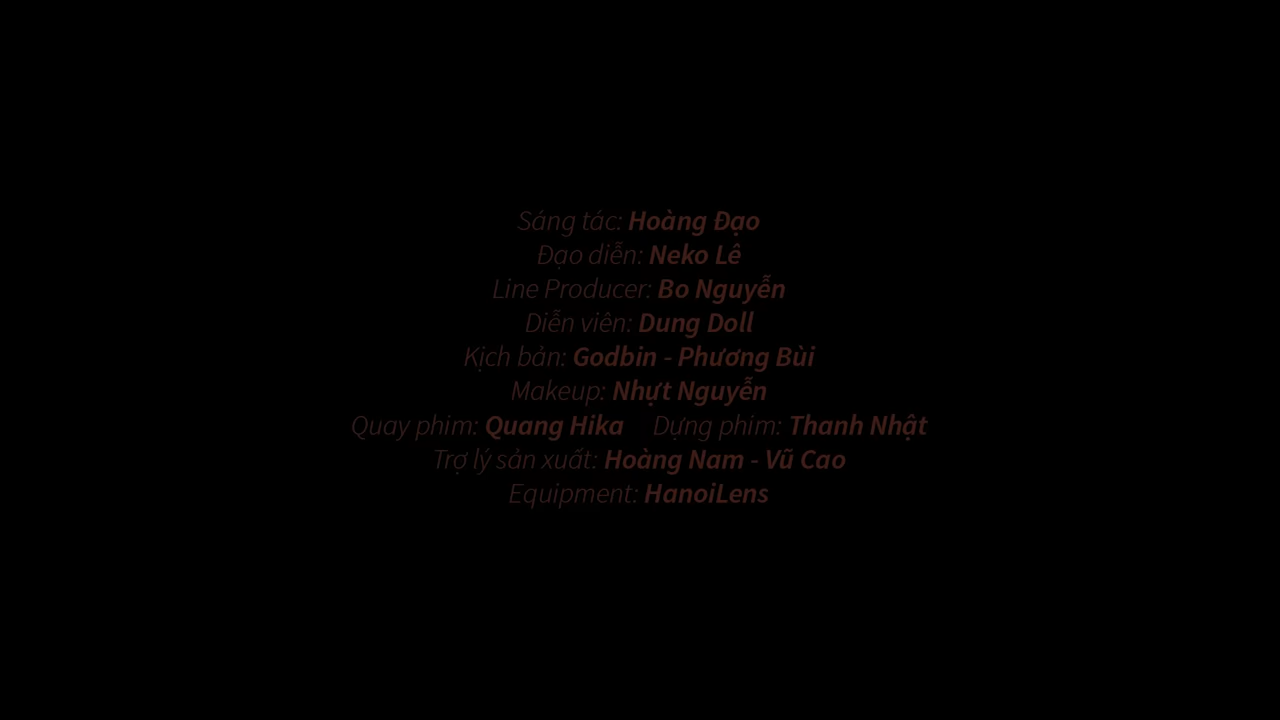 Sáng tác: Hoàng Đạo
Đạo diễn: Neko Lê
Line Producer: Bo Nguyễn
Diễn viên: Dung Doll
Kịch bản: Godbin - Phương Bùi
Makeup: Nhựt Nguyễn
Quay phim: Quang Hika Dựng phim: Thanh Nhật
Trợ lý sản xuất: Hoàng Nam - Vũ Cao
Equipment: HanoiLens